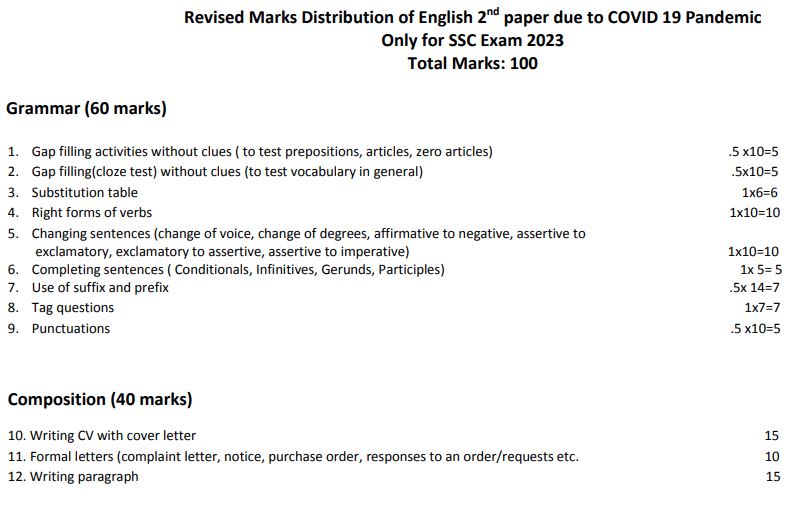 Revised Marks Distribution of English 2nd paper due to COVID 19 Pandemic
Only for SSC Exam 2023
Total Marks: 100
Grammar (60 marks)
1. Gap filling activities without clues ( to test prepositions, articles, zero articles) .5 x10=5
2. Gap filling(cloze test) without clues (to test vocabulary in general) .5x10=5
3. Substitution table 1x6=6
4. Right forms of verbs 1x10=10
5. Changing sentences (change of voice, change of degrees, affirmative to negative, assertive to
exclamatory, exclamatory to assertive, assertive to imperative) 1x10=10
6. Completing sentences ( Conditionals, Infinitives, Gerunds, Participles) 1x 5= 5
7. Use of suffix and prefix .5x 14=7
8. Tag questions 1x7=7
9. Punctuations .5 x10=5
Composition (40 marks)
10. Writing CV with cover letter 15
11. Formal letters (complaint letter, notice, purchase order, responses to an order/requests etc. 10
12. Writing paragraph 15